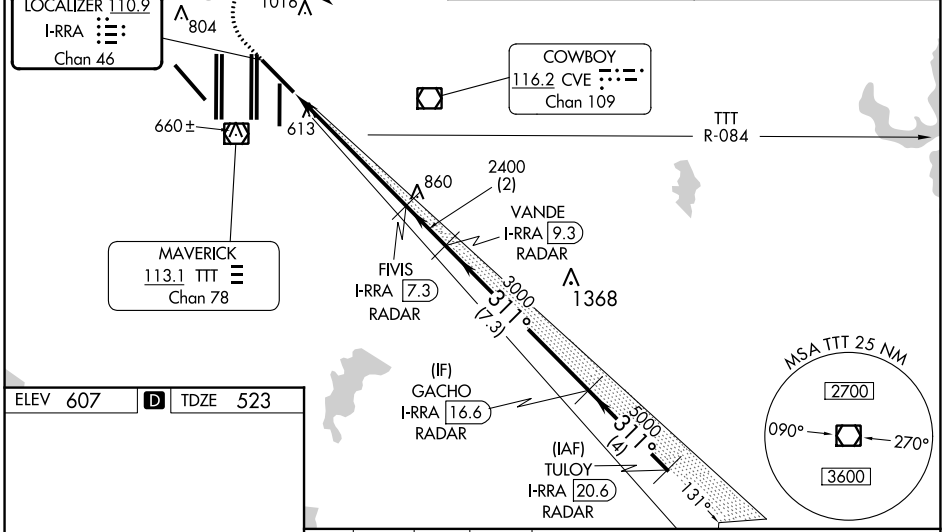 LOCALIZER 110.9
I-RRA
Chan 46
804
1016
COWBOY
116.2 CVE
Chan 109
660±
613
TTT
R-084
860
2400
(2)
VANDE
I-RRA 9.3
RADAR
MAVERICK
113.1 TTT
Chan 78
FIVIS
I-RRA 7.3
RADAR
3000
311°
(7.3)
1368
(IF)
GACHO
I-RRA 16.6
RADAR
MSA TTT 25 NM
2700
090°
270°
3600
ELEV 607 D TDZE 523
5000
311°
(4)
(IAF)
TULOY
I-RRA 20.6
RADAR
131°